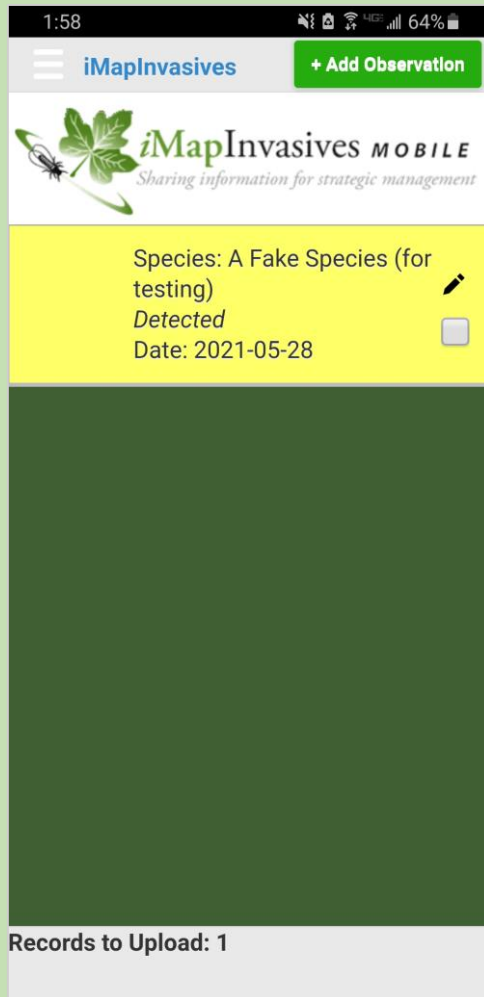 1:58 4G 64%
iMapInvasives + Add Observation
iMapInvasives MOBILE
Sharing information for strategic management
Species: A Fake Species (for
testing)
Detected
Date: 2021-05-28
Records to Upload: 1